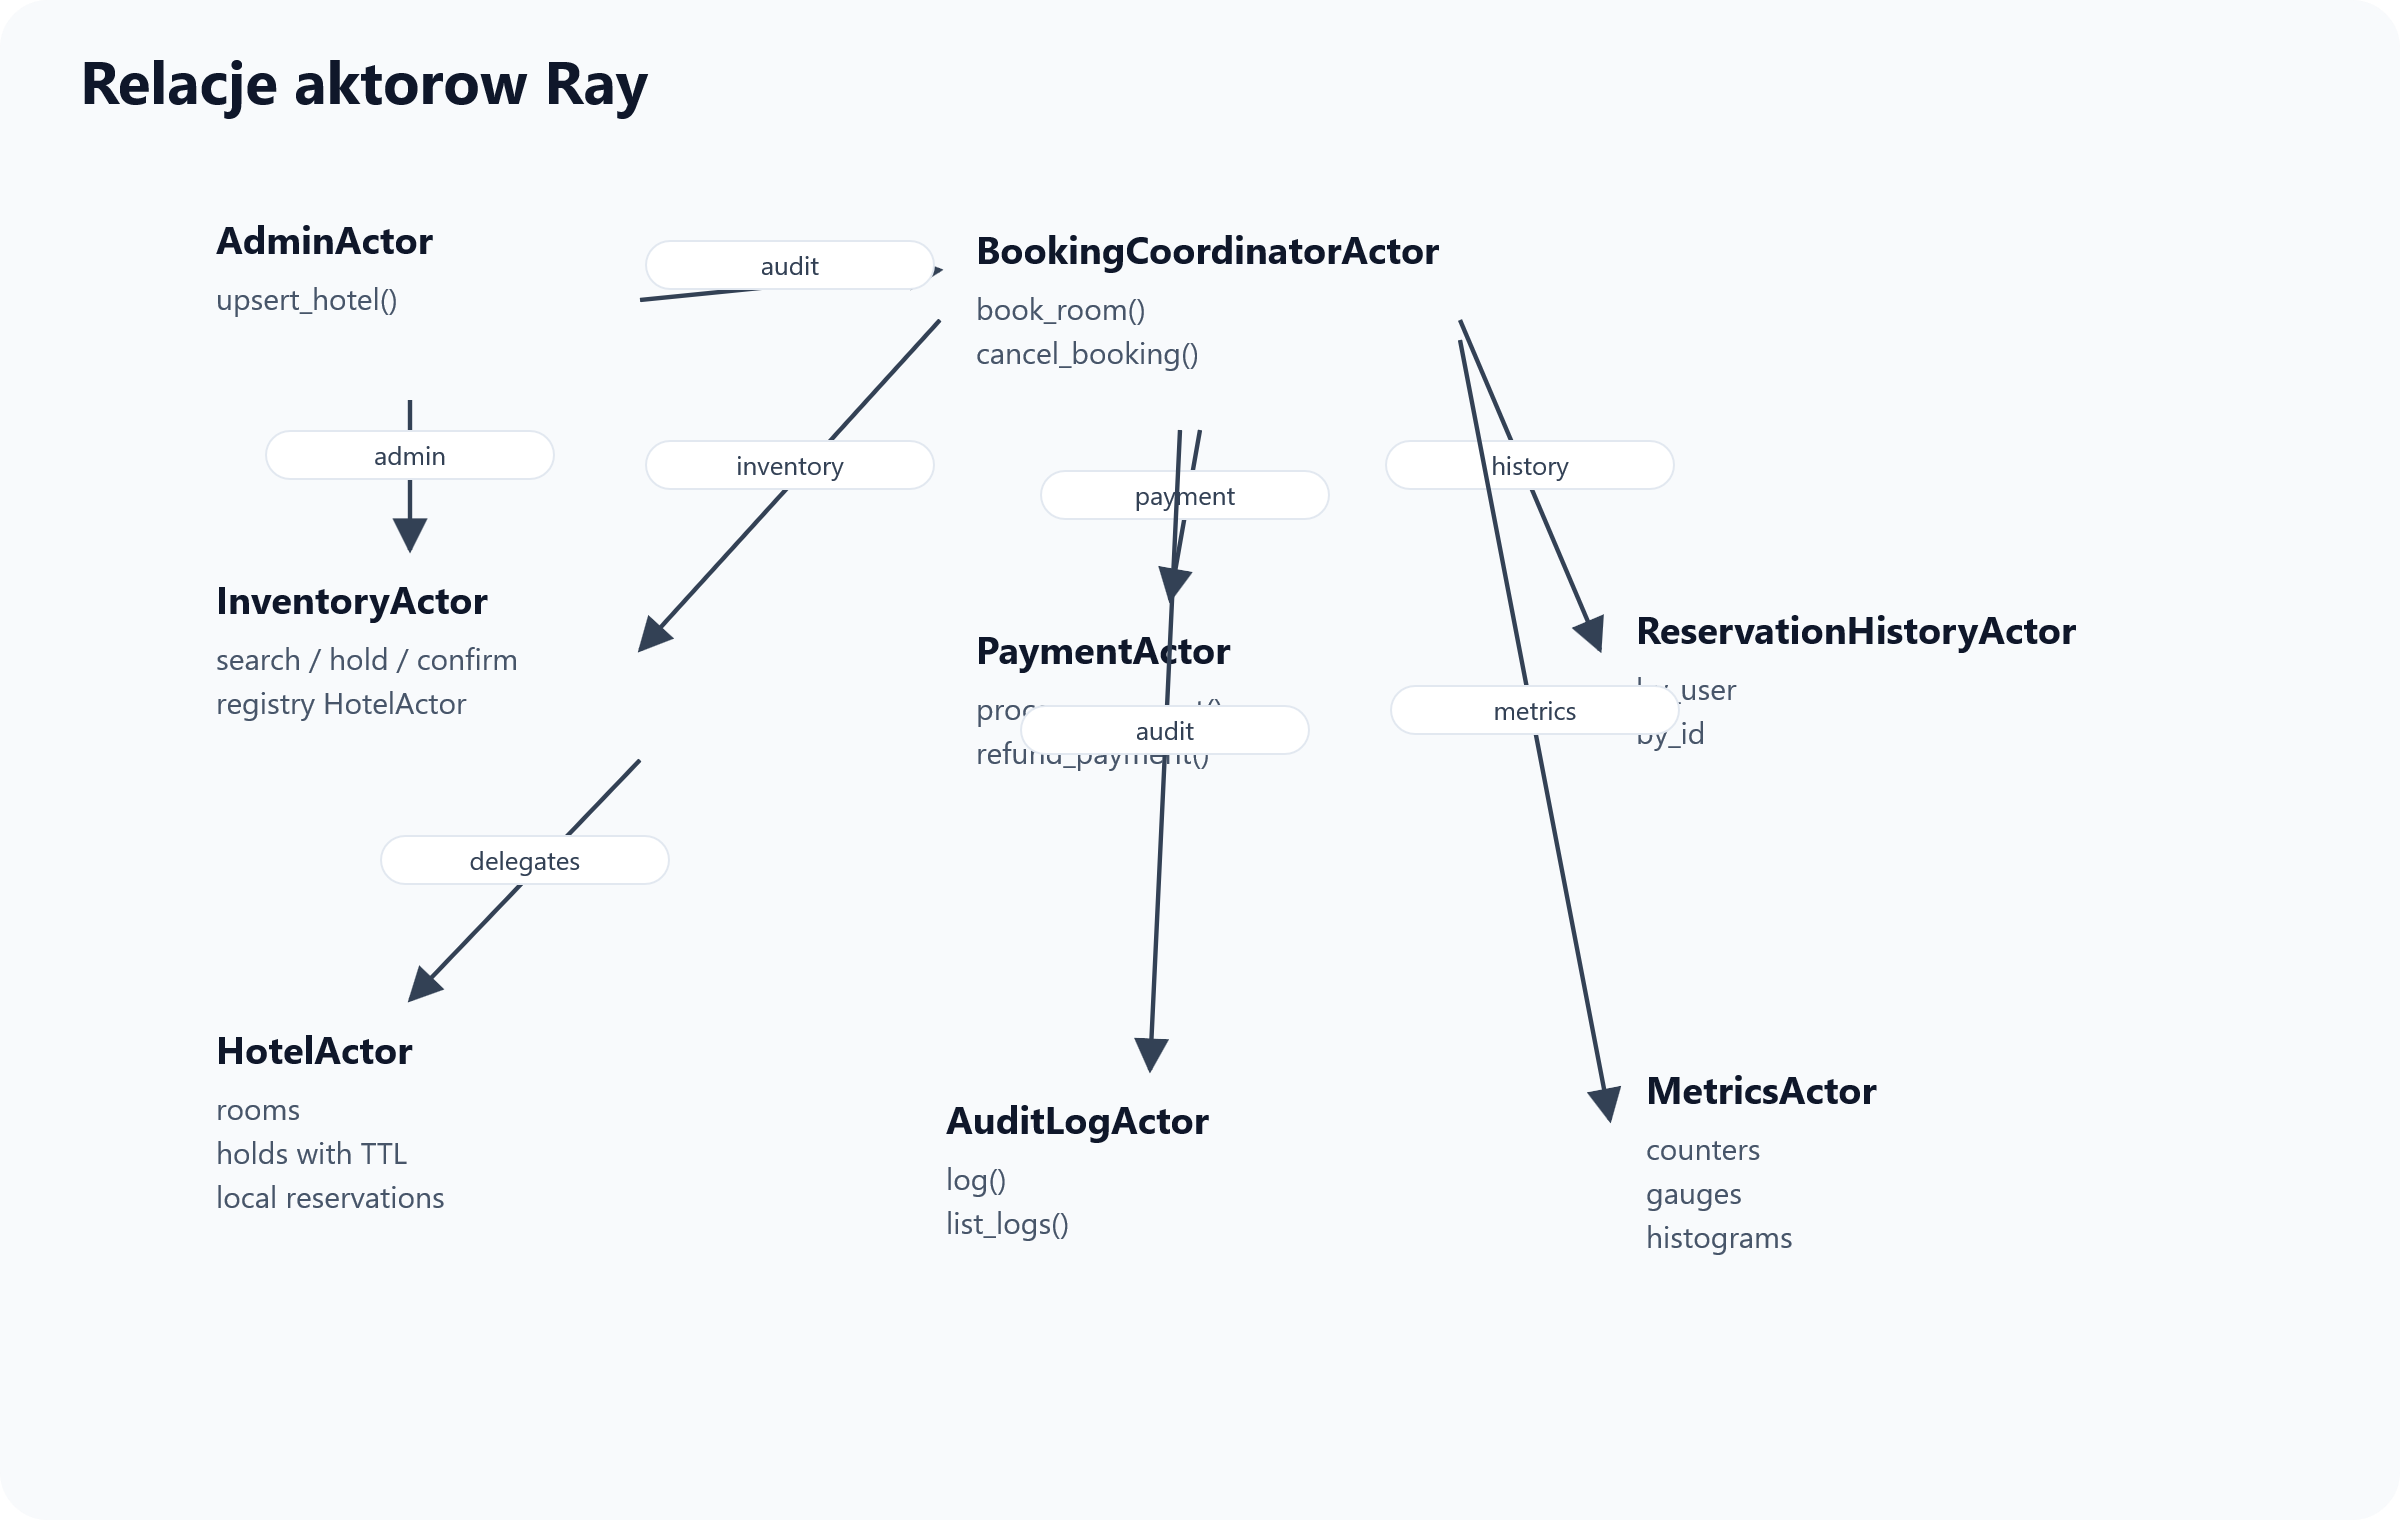 Relacje aktorow Ray
AdminActor
upsert_hotel()
audit
BookingCoordinatorActor
book_room()
cancel_booking()
admin
inventory
payment
history
InventoryActor
search / hold / confirm
registry HotelActor
PaymentActor
refund_payment()
audit
ReservationHistoryActor
by_user
by_id
metrics
delegates
HotelActor
rooms
holds with TTL
local reservations
AuditLogActor
log()
list_logs()
MetricsActor
counters
gauges
histograms